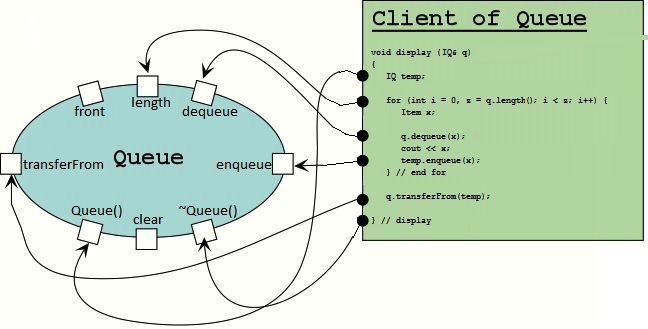 Client of Queue
void display (IQ& q)
{
IQ temp;
for (int i = 0, z = q.length(); i < z; i++) {
Item x;
q.dequeue(x);
cout << x;
temp.enqueue(x);
} // end for
q.transferFrom(temp);
} // display
front
length
dequeue
transferFrom
Queue
enqueue
Queue()
clear
~Queue()